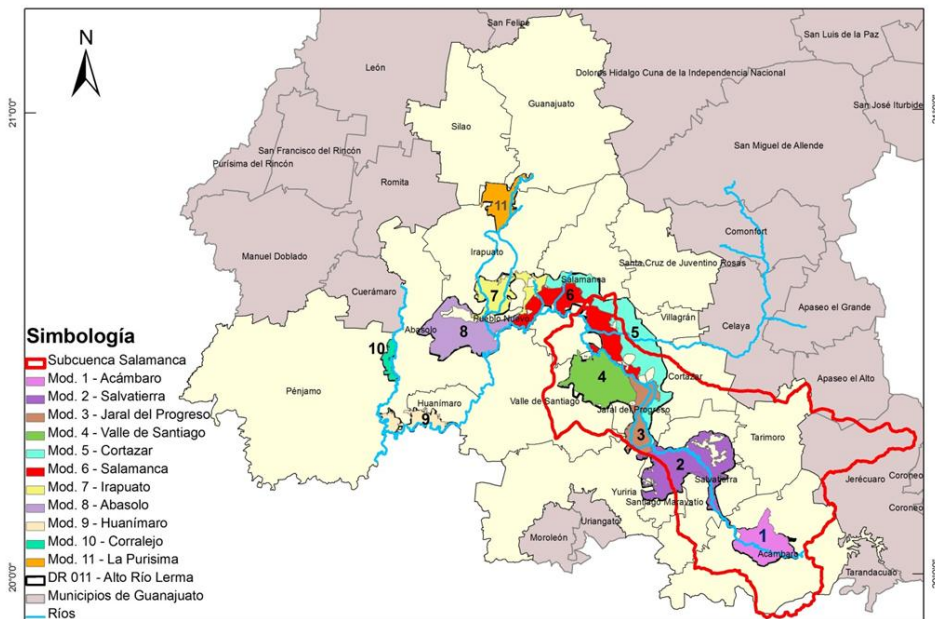 San Felipe
San Luis de la Paz
N
León
Dolores Hidalgo Cuna de la Independencia Nacional
Guanajuato
San José Iturbide
21°0'0"
Silao
San Miguel de Allende
San Francisco del Rincón
Purísima del Rincón
Romita
11
Comonfort
Irapuato
Manuel Doblado
Santa Cruz de Juventino Rosas
Salamanca
Cuerámaro
7
6
Apaseo el Grande
Pueblo Nuevo
Villagrán
Abasolo
8
5
Celaya
10
Apaseo el Alto
4
Cortazar
Pénjamo
Huanímaro
Valle de Santiago
Jaral del Progreso
9
3
Tarimoro
2
Jerécuaro
Coroneo
Salvatierra
Yuriria
Santiago Maravatío
Coroneo
Uriangato
Moroleón
1
Acámbaro
Tarandacuao
20°0'0"
20°0'0"
Simbología
Subcuenca Salamanca
Mod. 1 - Acámbaro
Mod. 2 - Salvatierra
Mod. 3 - Jaral del Progreso
Mod. 4 - Valle de Santiago
Mod. 5 - Cortazar
Mod. 6 - Salamanca
Mod. 7 - Irapuato
Mod. 8 - Abasolo
Mod. 9 - Huanímaro
Mod. 10 - Corralejo
Mod. 11 - La Purisima
DR 011 - Alto Río Lerma
Municipios de Guanajuato
Ríos